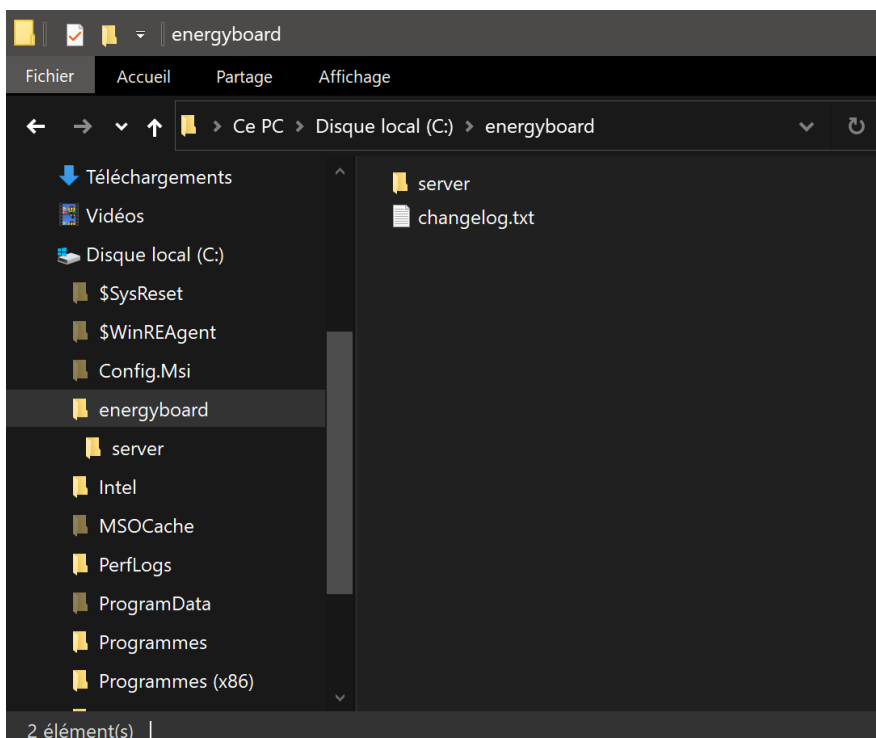 energyboard
Fichier Accueil Partage Affichage
Ce PC > Disque local (C:) > energyboard
Téléchargements
Vidéos
Disque local (C:)
$SysReset
$WinREAgent
Config.Msi
energyboard
server
Intel
MSOCache
PerfLogs
ProgramData
Programmes
Programmes (x86)
server
changelog.txt
2 élément(s)